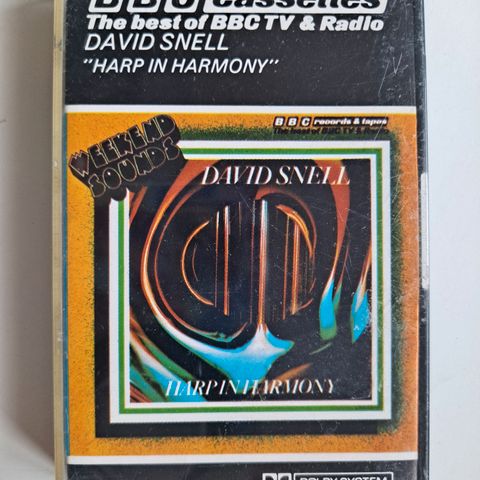 BBC cassettes
The best of BBC TV & Radio
DAVID SNELL
"HARP IN HARMONY"
BBC records & tapes
The best of BBC TV & Radio
WEEKEND
SOUNDS
DAVID SNELL
HARP IN HARMONY
DOLBY SYSTEM